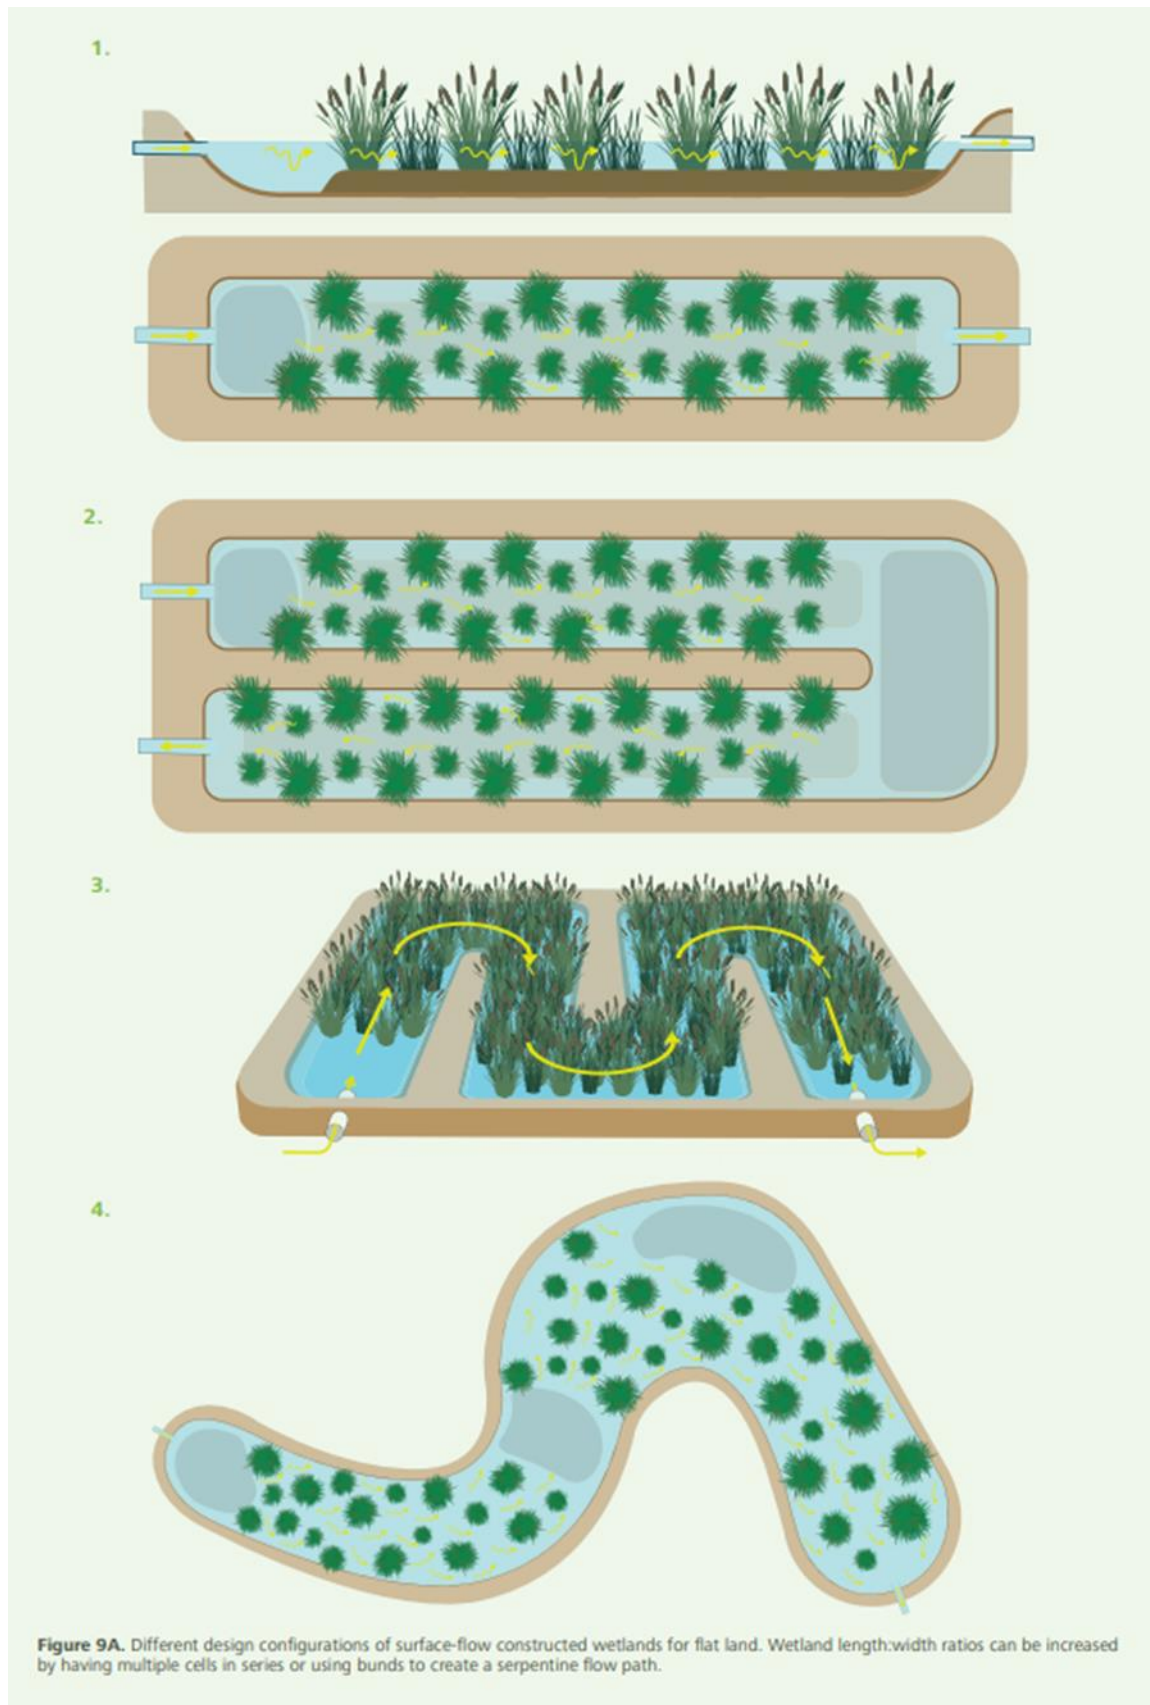 1.
2.
3.
4.
Figure 9A. Different design configurations of surface-flow constructed wetlands for flat land. Wetland length:width ratios can be increased
by having multiple cells in series or using bunds to create a serpentine flow path.